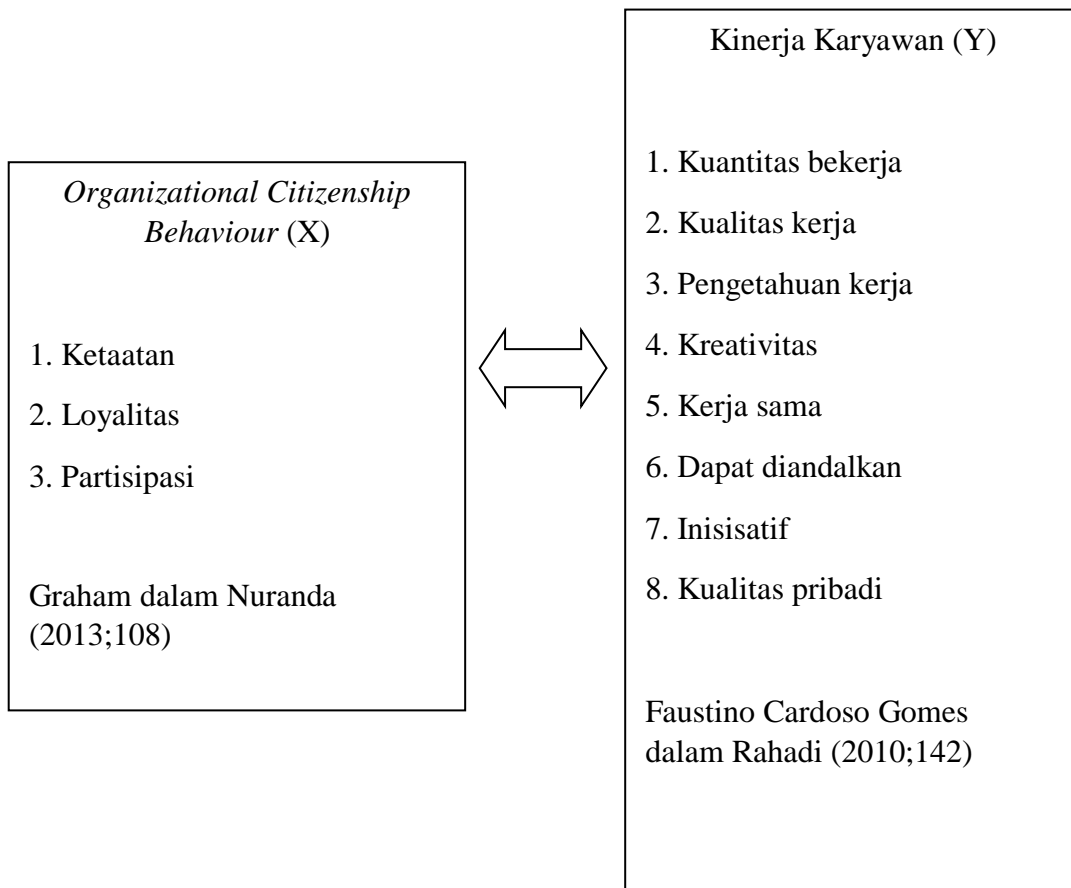 Organizational Citizenship
Behaviour (X)
1. Ketaatan
2. Loyalitas
3. Partisipasi
Graham dalam Nuranda
(2013;108)
Kinerja Karyawan (Y)
1. Kuantitas bekerja
2. Kualitas kerja
3. Pengetahuan kerja
4. Kreativitas
5. Kerja sama
6. Dapat diandalkan
7. Inisisatif
8. Kualitas pribadi
Faustino Cardoso Gomes
dalam Rahadi (2010;142)